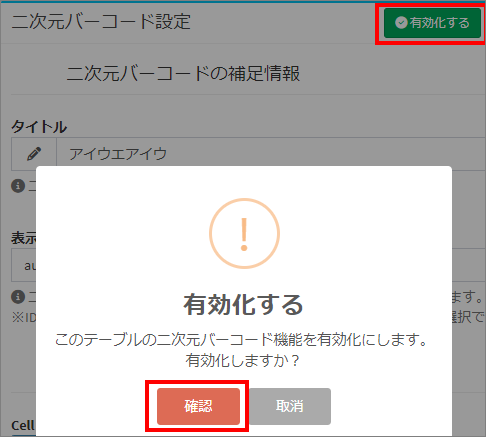 二次元バーコード設定
有効化する
二次元バーコードの補足情報
タイトル
アイウエアイウ
二
表示
au
二
ます。
※ID
選択で
有効化する
このテーブルの二次元バーコード機能を有効化にします。
有効化しますか？
確認
取消
Cell